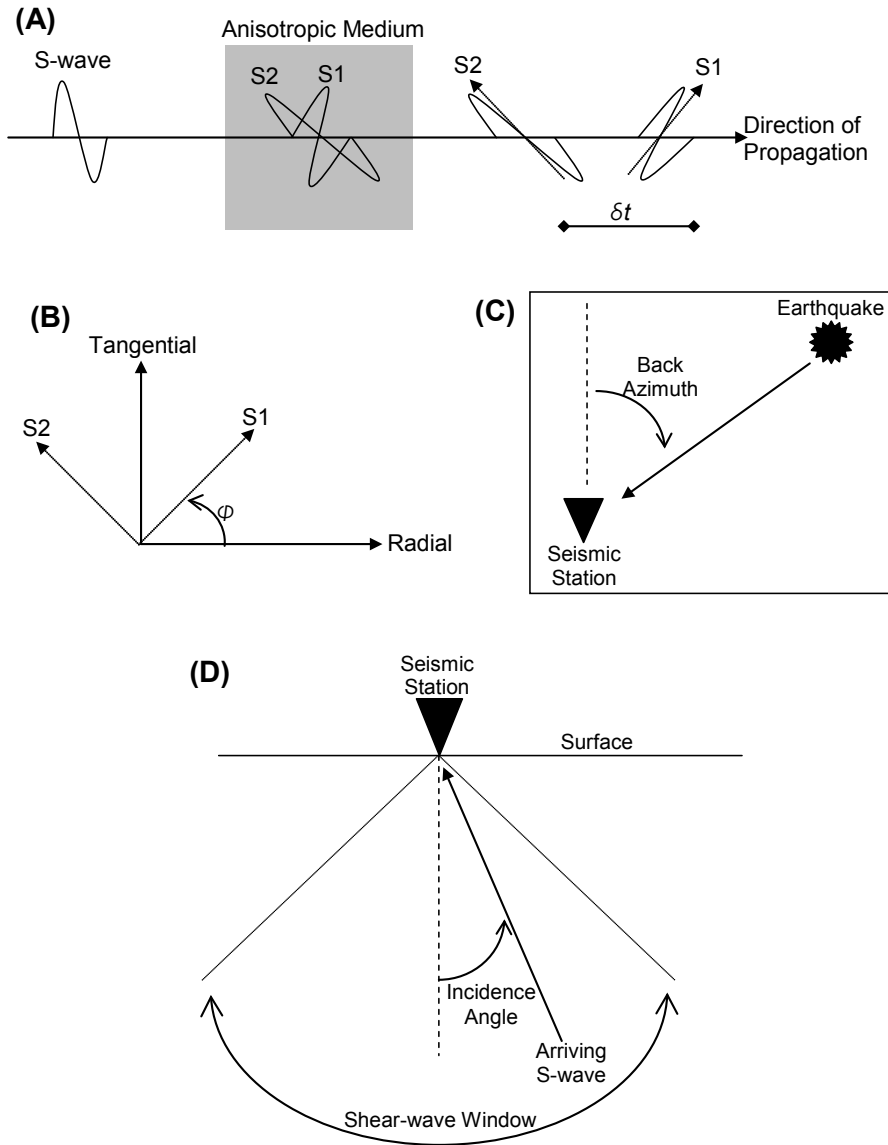 (A)
Anisotropic Medium
S-wave
S2
S1
S2
S1
Direction of
Propagation
δt
(B)
Tangential
S2
S1
φ
Radial
(C)
Earthquake
Back
Azimuth
Seismic
Station
(D)
Seismic
Station
Surface
Incidence
Angle
Arriving
S-wave
Shear-wave Window